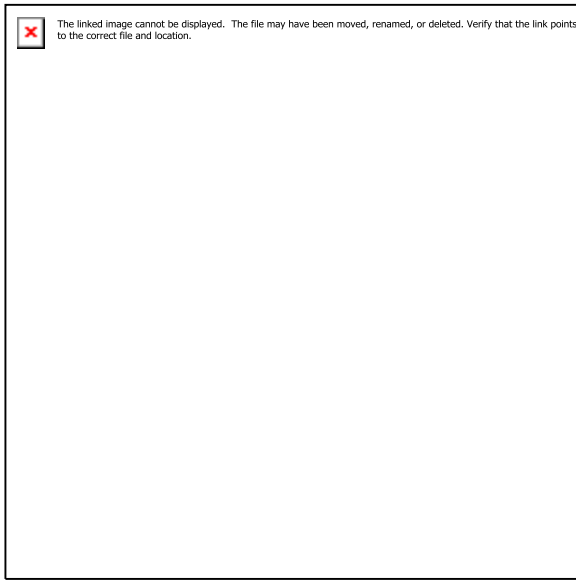 The linked image cannot be displayed.  The file may have been moved, renamed, or deleted. Verify that the link points
to the correct file and location.